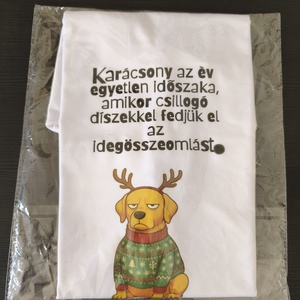 Karácsony az év
egyetlen időszaka,
amikor csillogó
díszekkel fedjük el
az
idegösszeomlást.